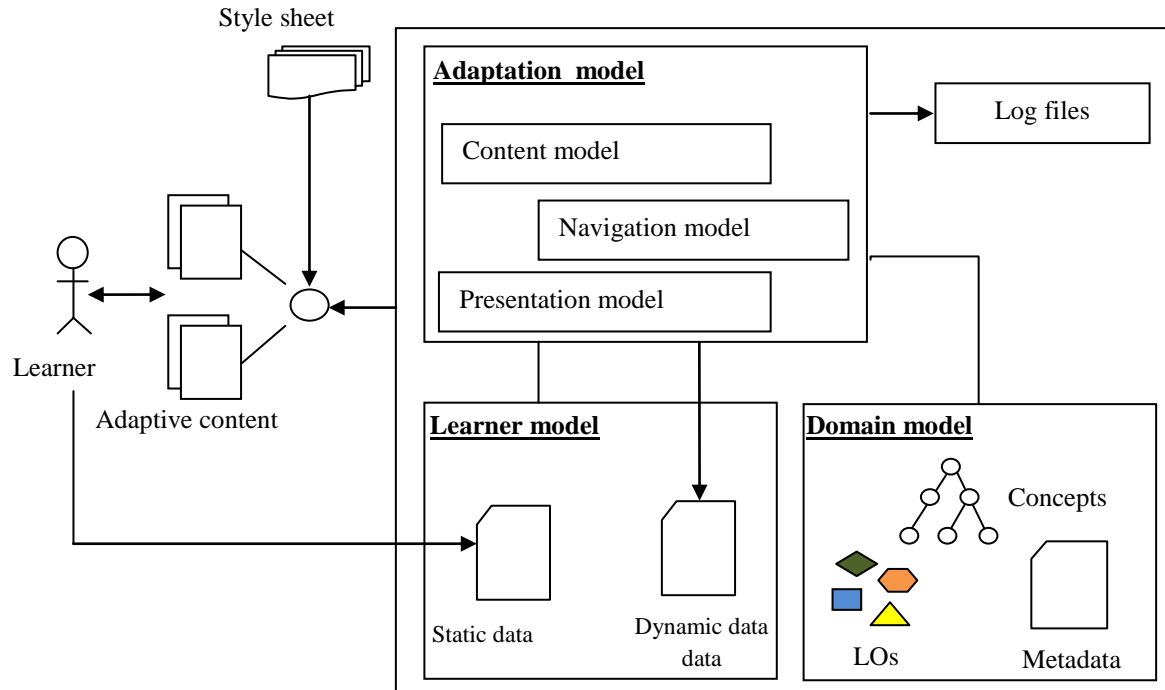 Style sheet
Adaptation model
Log files
Content model
Navigation model
Presentation model
Learner
Adaptive content
Learner model
Domain model
Concepts
Static data
Dynamic data
data
LOs
Metadata